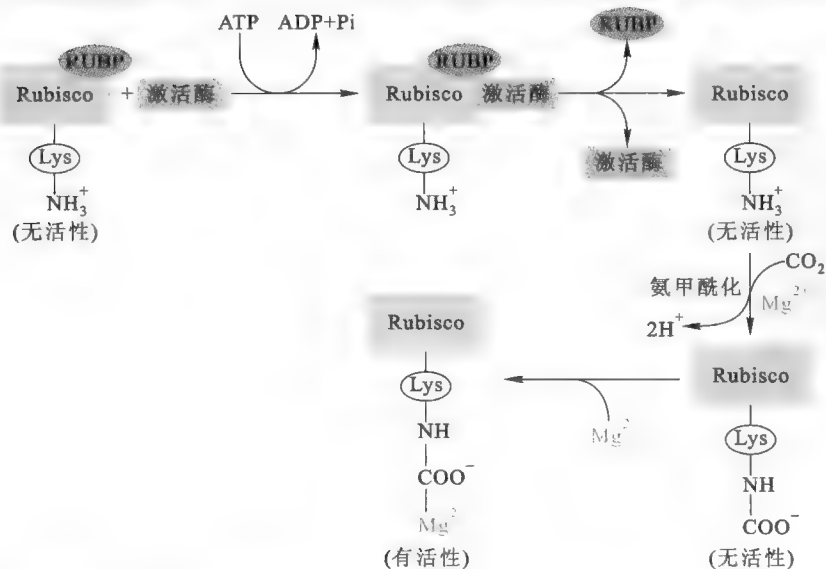 ATP ADP+Pi
RUBP RUBP RUBP
Rubisco + 激活酶 Rubisco 激活酶 Rubisco
激活酶
Lys Lys Lys
NH₃⁺ NH₃⁺ NH₃⁺
(无活性) (无活性)
CO₂
氨甲酰化 Mg²⁺
2H⁺
Rubisco Rubisco
Lys Mg² Lys
NH NH
COO⁻ COO⁻
Mg²
(有活性) (无活性)